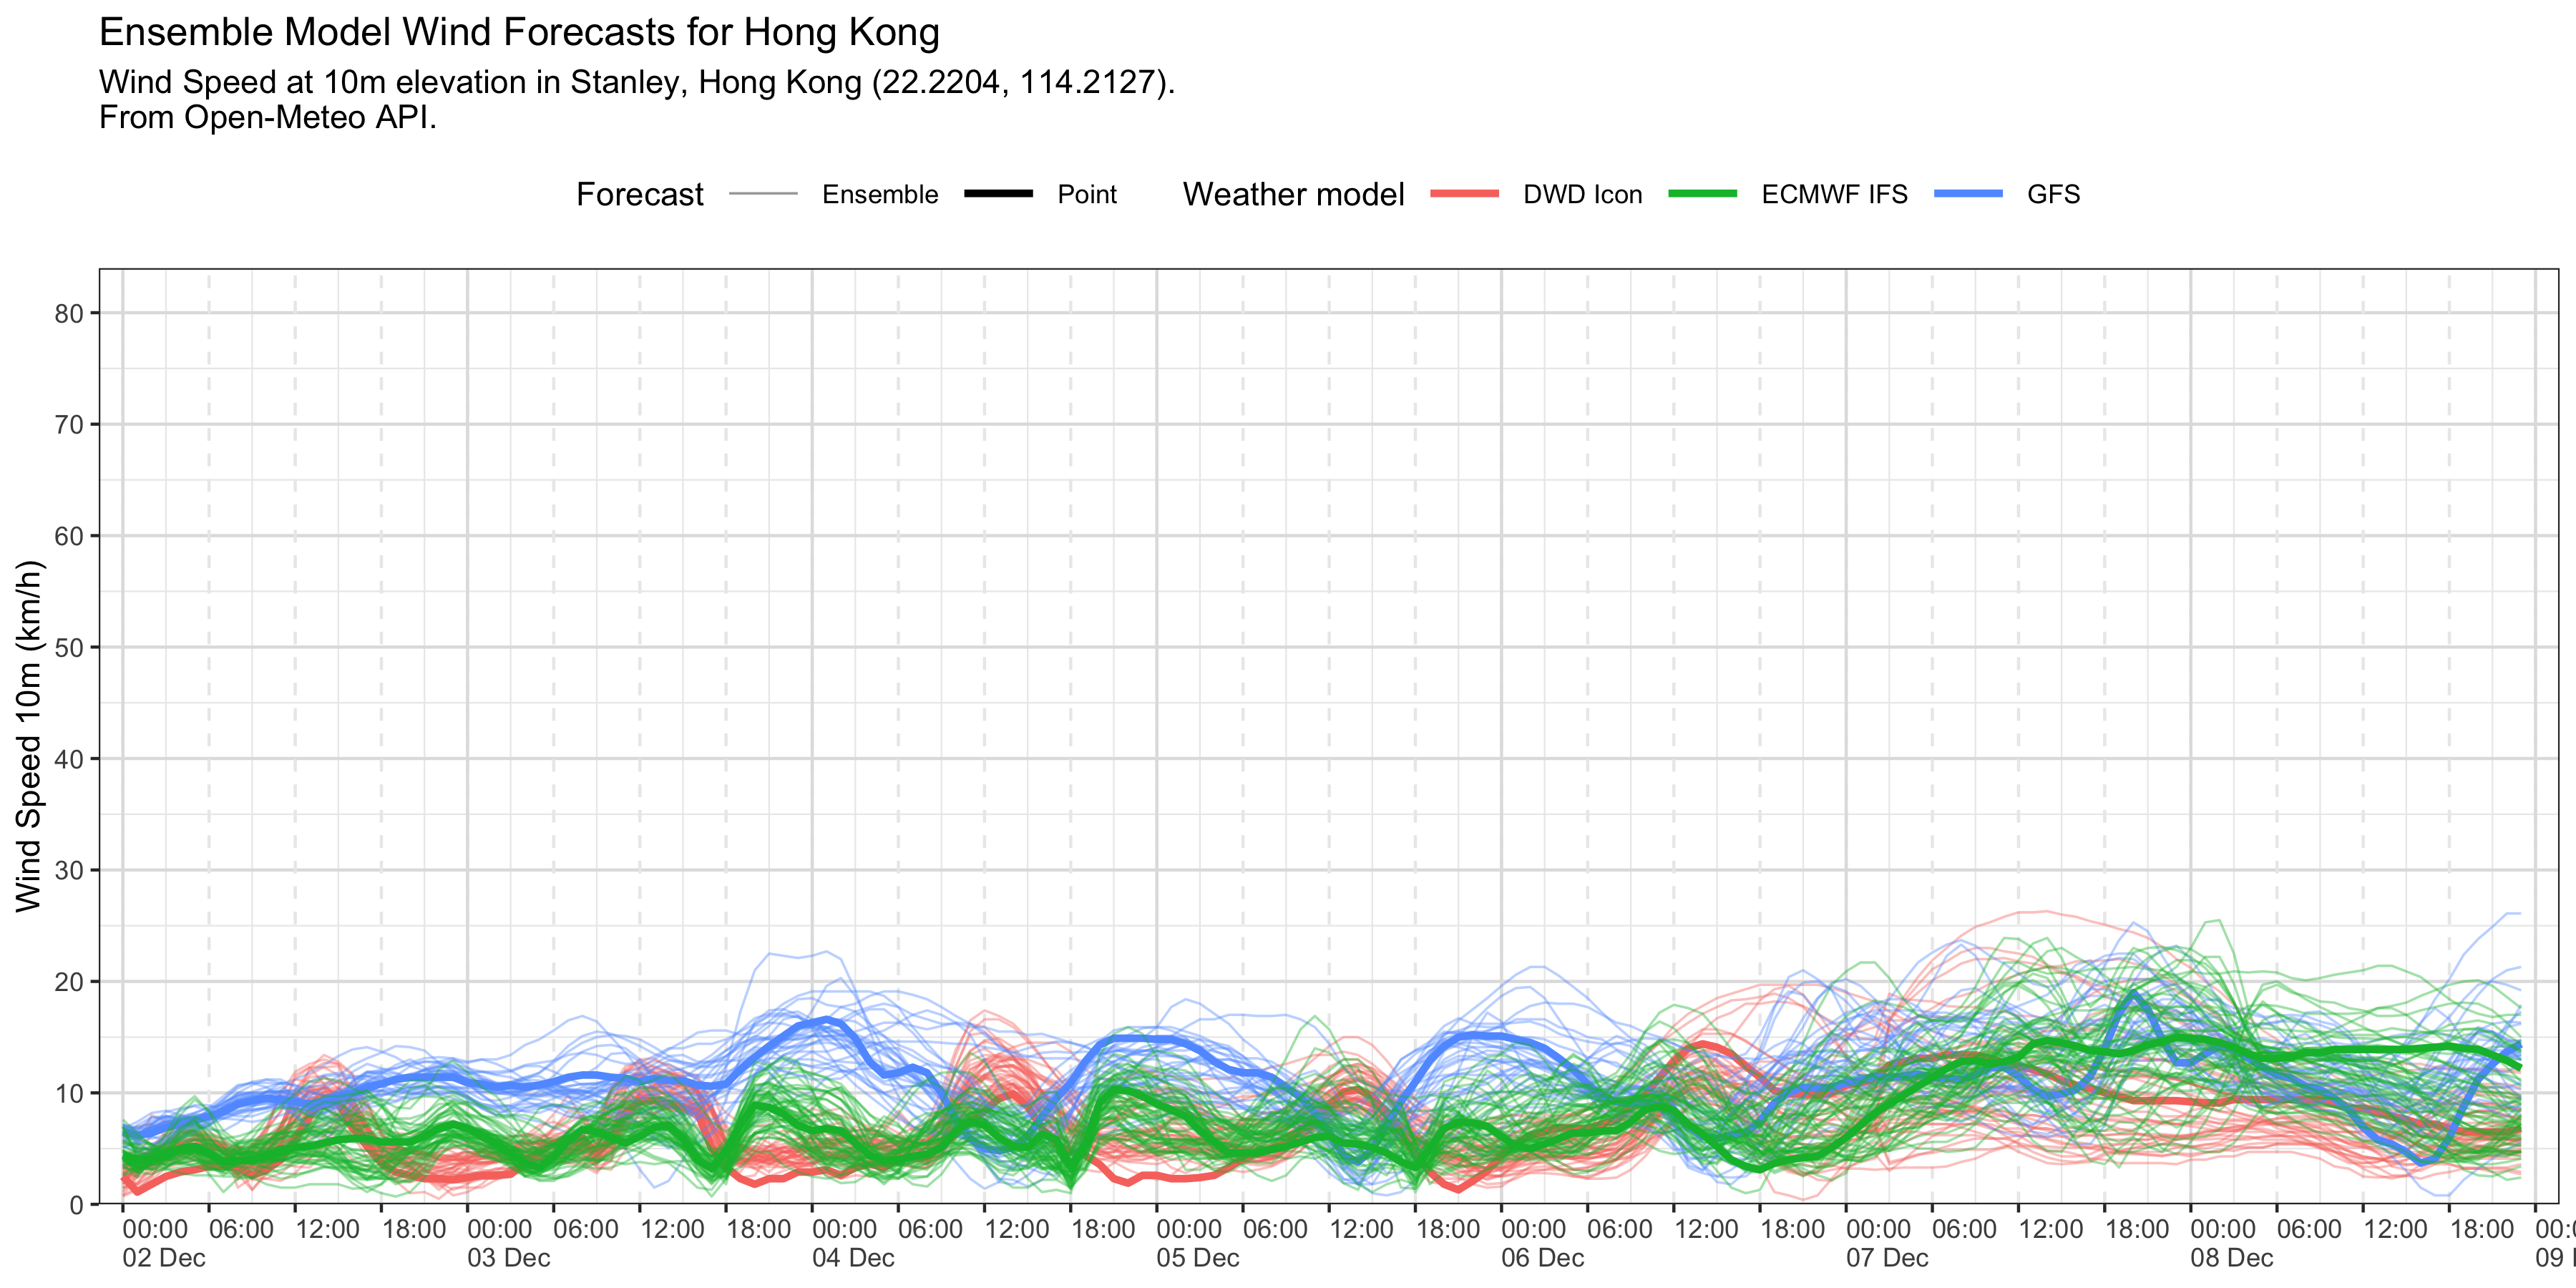 Ensemble Model Wind Forecasts for Hong Kong
Wind Speed at 10m elevation in Stanley, Hong Kong (22.2204, 114.2127).
From Open-Meteo API.
Forecast Ensemble Point Weather model DWD Icon ECMWF IFS GFS
Wind Speed 10m (km/h)
80
70
60
50
40
30
20
10
0
00:00 06:00 12:00 18:00 00:00 06:00 12:00 18:00 00:00 06:00 12:00 18:00 00:00 06:00 12:00 18:00 00:00 06:00 12:00 18:00 00:00 06:00 12:00 18:00 00:00 06:00 12:00 18:00 00:0
02 Dec 03 Dec 04 Dec 05 Dec 06 Dec 07 Dec 08 Dec 09